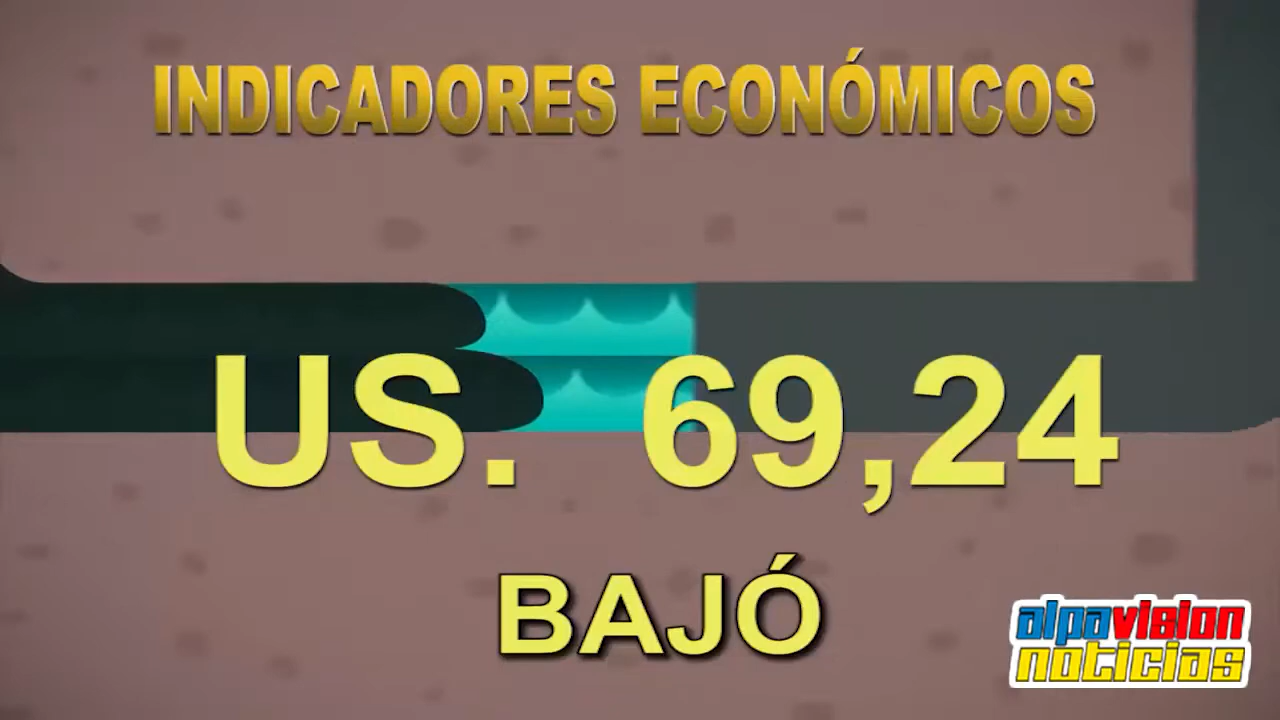 INDICADORES ECONÓMICOS
US. 69,24
BAJÓ
alpavision
noticias